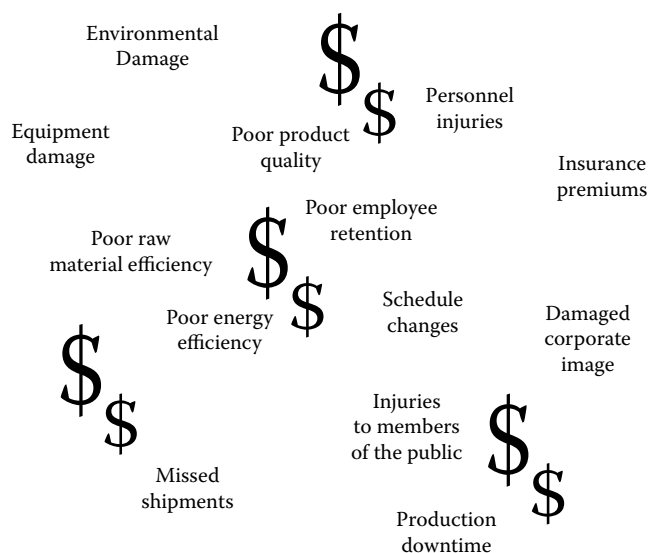 Environmental
Damage
$
$
Personnel
injuries
Equipment
damage
Poor product
quality
Insurance
premiums
Poor employee
retention
$
Poor raw
material efficiency
$
Schedule
changes
Damaged
corporate
image
Poor energy
efficiency
$
$
Injuries
to members
of the public
$
$
Missed
shipments
Production
downtime